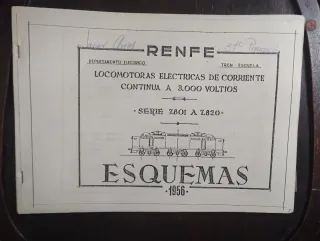 RENFE
DEPARTAMENTO ELECTRICO TREN ESCUELA
LOCOMOTORAS ELECTRICAS DE CORRIENTE
CONTINUA A 3,000 VOLTIOS
- SERIE 7.801 A 7.820 -
ESQUEMAS
- 1956 -